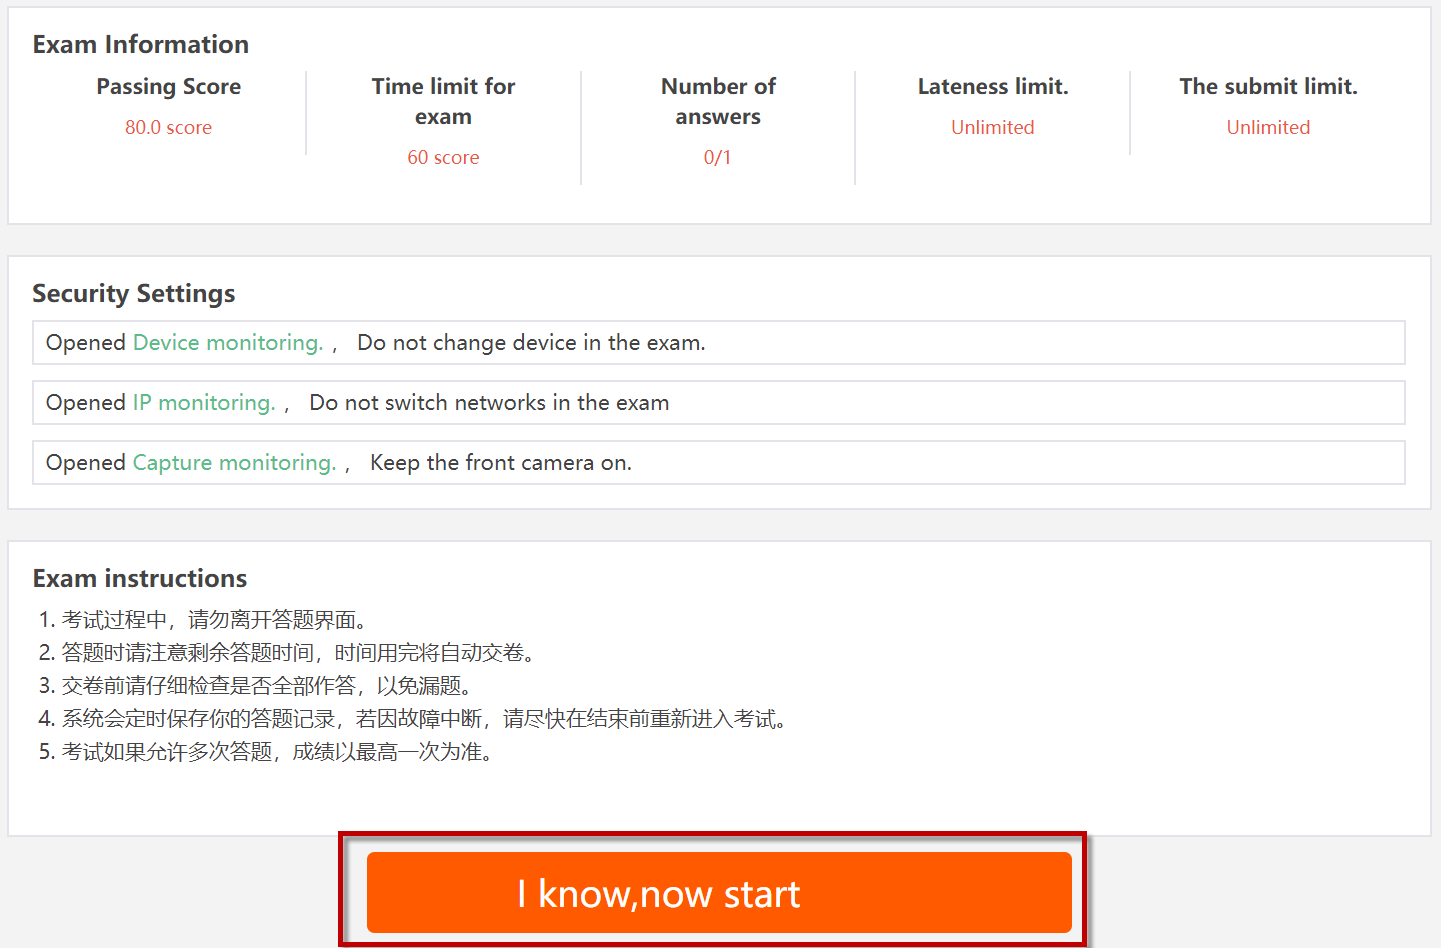 Exam Information
Passing Score
80.0 score
Time limit for
exam
60 score
Number of
answers
0/1
Lateness limit.
Unlimited
The submit limit.
Unlimited
Security Settings
Opened Device monitoring. ， Do not change device in the exam.
Opened IP monitoring. ， Do not switch networks in the exam
Opened Capture monitoring. ， Keep the front camera on.
Exam instructions
1. 考试过程中，请勿离开答题界面。
2. 答题时请注意剩余答题时间，时间用完将自动交卷。
3. 交卷前请仔细检查是否全部作答，以免漏题。
4. 系统会定时保存你的答题记录，若因故障中断，请尽快在结束前重新进入考试。
5. 考试如果允许多次答题，成绩以最高一次为准。
I know,now start